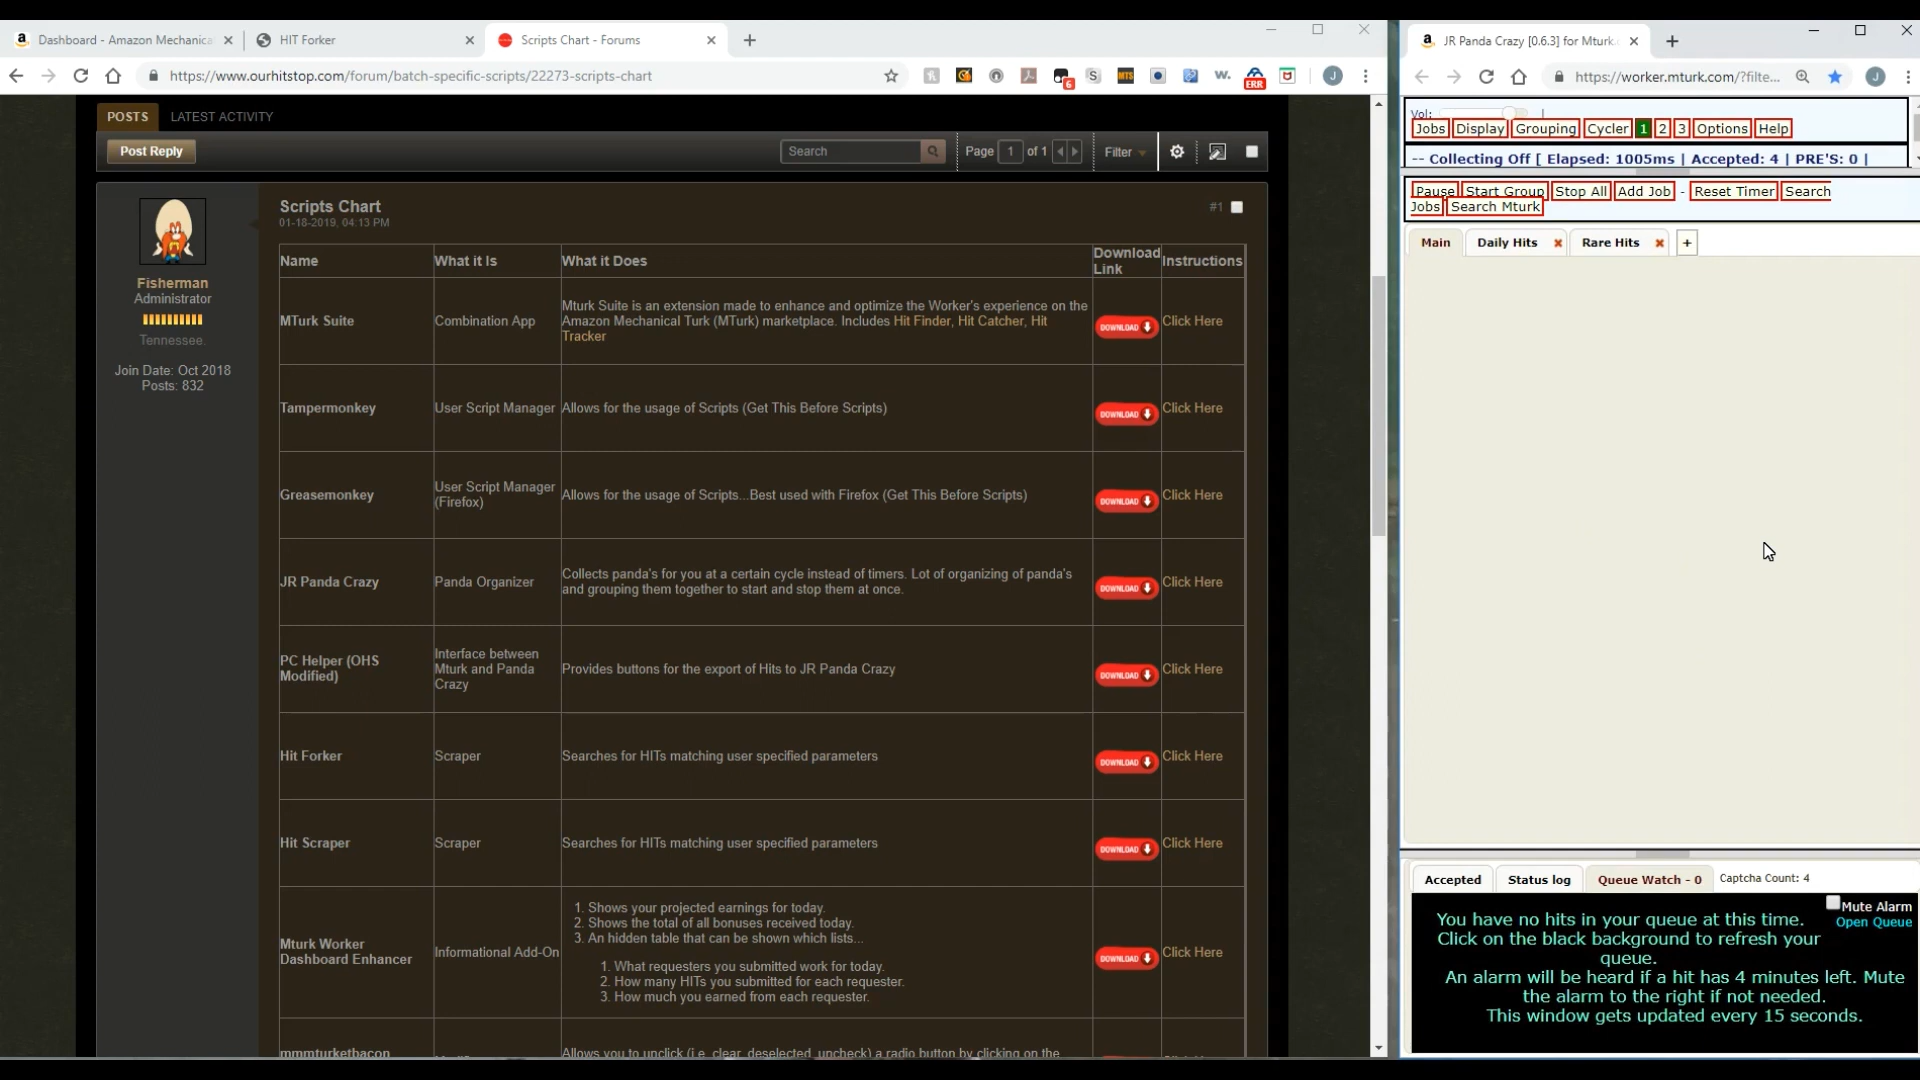 Dashboard - Amazon Mechanica
HIT Forker
Scripts Chart - Forums
https://www.ourhitstop.com/forum/batch-specific-scripts/22273-scripts-chart
6
S
MTS
W.
ERR
J
POSTS
LATEST ACTIVITY
Post Reply
Search
Page 1 of 1
Filter
Fisherman
Administrator
Tennessee.
Join Date: Oct 2018
Posts: 832
Scripts Chart
01-18-2019, 04:13 PM
#1
Name
What it Is
What it Does
Download Link
Instructions
MTurk Suite
Combination App
Mturk Suite is an extension made to enhance and optimize the Worker's experience on the
Amazon Mechanical Turk (MTurk) marketplace. Includes Hit Finder, Hit Catcher, Hit
Tracker
DOWNLOAD
Click Here
Tampermonkey
User Script Manager
Allows for the usage of Scripts (Get This Before Scripts)
DOWNLOAD
Click Here
Greasemonkey
User Script Manager
(Firefox)
Allows for the usage of Scripts...Best used with Firefox (Get This Before Scripts)
DOWNLOAD
Click Here
JR Panda Crazy
Panda Organizer
Collects panda's for you at a certain cycle instead of timers. Lot of organizing of panda's
and grouping them together to start and stop them at once.
DOWNLOAD
Click Here
PC Helper (OHS
Modified)
Interface between
Mturk and Panda
Crazy
Provides buttons for the export of Hits to JR Panda Crazy
DOWNLOAD
Click Here
Hit Forker
Scraper
Searches for HITs matching user specified parameters
DOWNLOAD
Click Here
Hit Scraper
Scraper
Searches for HITs matching user specified parameters
DOWNLOAD
Click Here
Mturk Worker
Dashboard Enhancer
Informational Add-On
1. Shows your projected earnings for today.
2. Shows the total of all bonuses received today.
3. An hidden table that can be shown which lists...
1. What requesters you submitted work for today.
2. How many HITs you submitted for each requester.
3. How much you earned from each requester.
DOWNLOAD
Click Here
mmmturketbacon
Allows you to unclick (i.e. clear, deselected, uncheck) a radio button by clicking on the
JR Panda Crazy [0.6.3] for Mturk.
https://worker.mturk.com/?filte...
J
Vol:
Jobs Display Grouping Cycler 1 2 3 Options Help
-- Collecting Off [ Elapsed: 1005ms | Accepted: 4 | PRE'S: 0 |
Pause Start Group Stop All Add Job - Reset Timer Search
Jobs Search Mturk
Main
Daily Hits
Rare Hits
+
Accepted
Status log
Queue Watch - 0
Captcha Count: 4
Mute Alarm
Open Queue
You have no hits in your queue at this time.
Click on the black background to refresh your
queue.
An alarm will be heard if a hit has 4 minutes left. Mute
the alarm to the right if not needed.
This window gets updated every 15 seconds.